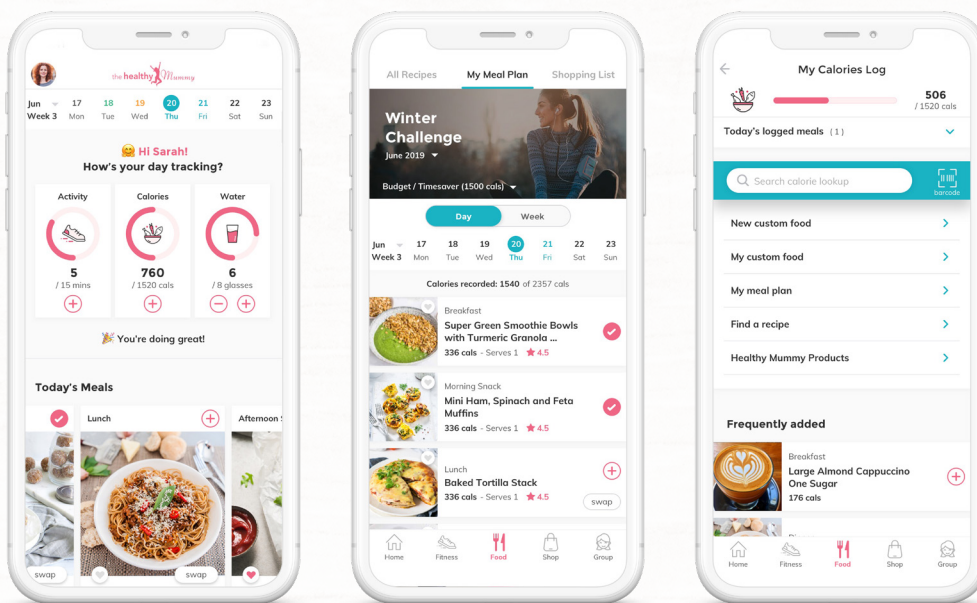 the healthy Mummy
Jun 17 18 19 20 21 22 23
Week 3 Mon Tue Wed Thu Fri Sat Sun
Hi Sarah!
How's your day tracking?
Activity Calories Water
5 760 6
/ 15 mins / 1520 cals / 8 glasses
You're doing great!
Today's Meals
Lunch Afternoon
swap swap
All Recipes My Meal Plan Shopping List
Winter
Challenge
June 2019
Budget / Timesaver (1500 cals)
Day Week
Jun 17 18 19 20 21 22 23
Week 3 Mon Tue Wed Thu Fri Sat Sun
Calories recorded: 1540 of 2357 cals
Breakfast
Super Green Smoothie Bowls
with Turmeric Granola ...
336 cals - Serves 1 4.5
Morning Snack
Mini Ham, Spinach and Feta
Muffins
336 cals - Serves 1 4.5
Lunch
Baked Tortilla Stack
336 cals - Serves 1 4.5
swap
Home Fitness Food Shop Group
My Calories Log
506
/ 1520 cals
Today's logged meals (1)
Search calorie lookup
barcode
New custom food
My custom food
My meal plan
Find a recipe
Healthy Mummy Products
Frequently added
Breakfast
Large Almond Cappuccino
One Sugar
176 cals
Home Fitness Food Shop Group